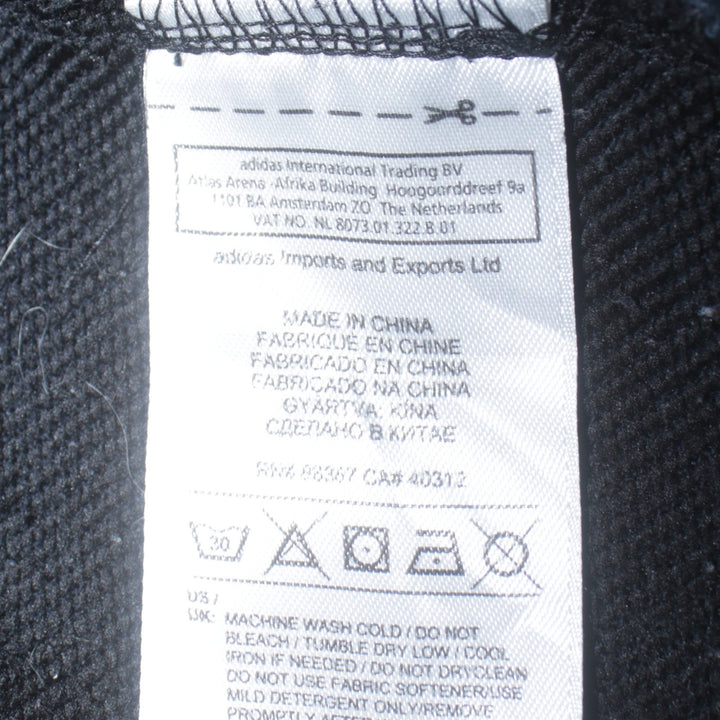 adidas International Trading BV
Atlas Arena -Afrika Building Hoogoorddreef 9a
1101 BA Amsterdam ZO The Netherlands
VAT NO. NL 8073.01.322.B.01
adidas Imports and Exports Ltd
MADE IN CHINA
FABRIQUE EN CHINE
FABRICADO EN CHINA
FABRICADO NA CHINA
GYÁRTVA: KÍNA
СДЕЛАНО В КИТАЕ
RN# 88387 CA# 40312
30
US /
UK: MACHINE WASH COLD / DO NOT
BLEACH / TUMBLE DRY LOW / COOL
IRON IF NEEDED / DO NOT DRYCLEAN
DO NOT USE FABRIC SOFTENER/USE
MILD DETERGENT ONLY/REMOVE
PROMPTLY AFTER